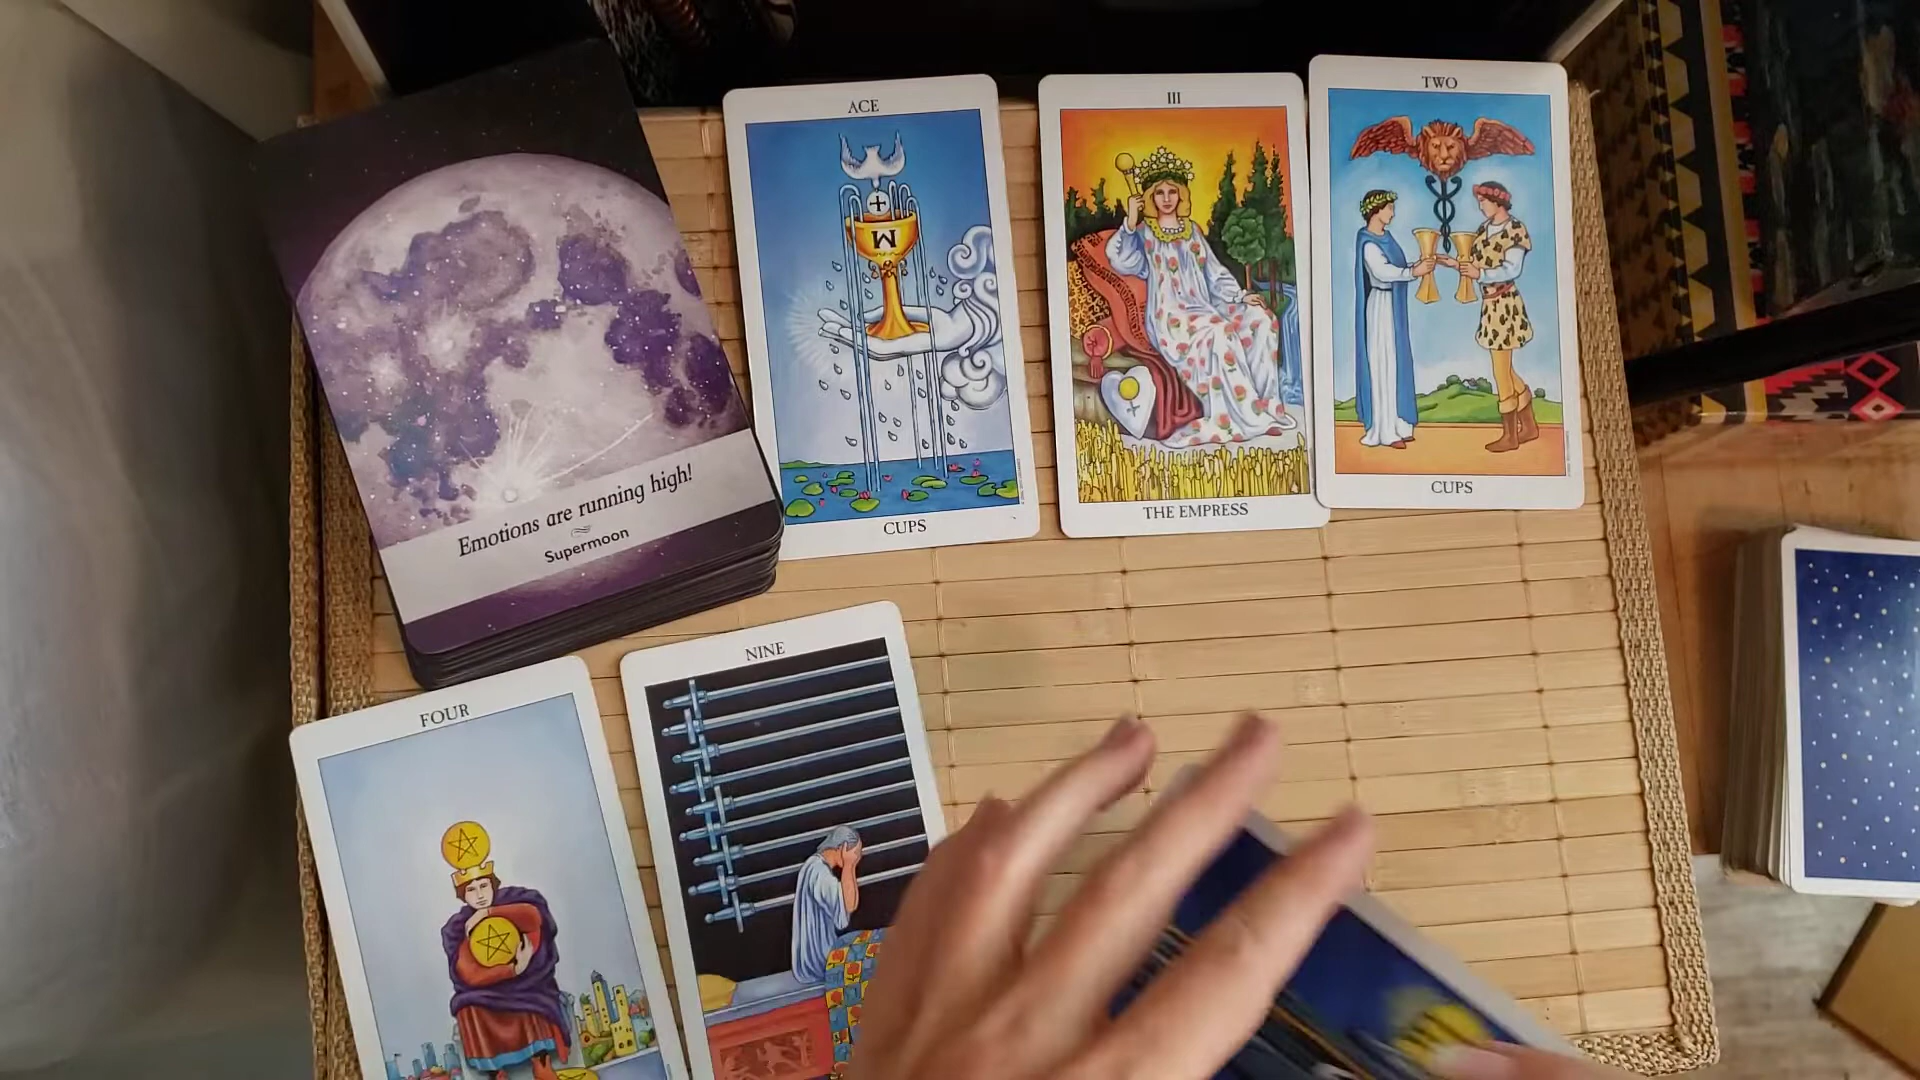 Emotions are running high!
Supermoon
ACE
CUPS
III
THE EMPRESS
TWO
CUPS
FOUR
NINE